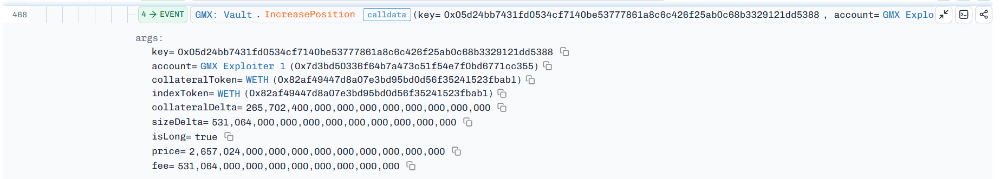 468 4 → EVENT GMX: Vault . IncreasePosition calldata (key= 0x05d24bb7431fd0534cf7140be53777861a8c6c426f25ab0c68b3329121dd5388 , account= GMX Explo
args:
key= 0x05d24bb7431fd0534cf7140be53777861a8c6c426f25ab0c68b3329121dd5388
account= GMX Exploiter 1 (0x7d3bd50336f64b7a473c51f54e7f0bd6771cc355)
collateralToken= WETH (0x82af49447d8a07e3bd95bd0d56f35241523fbab1)
indexToken= WETH (0x82af49447d8a07e3bd95bd0d56f35241523fbab1)
collateralDelta= 265,702,400,000,000,000,000,000,000,000,000
sizeDelta= 531,064,000,000,000,000,000,000,000,000,000
isLong= true
price= 2,657,024,000,000,000,000,000,000,000,000,000
fee= 531,064,000,000,000,000,000,000,000,000